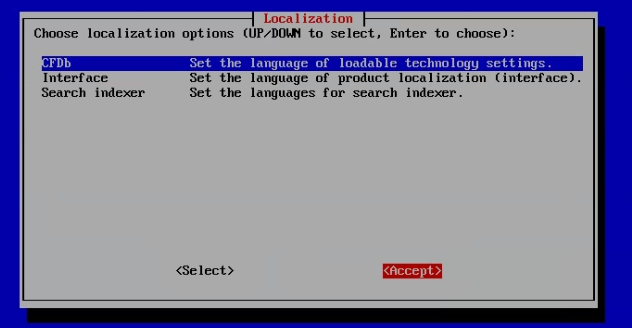 Localization
Choose localization options (UP/DOWN to select, Enter to choose):
CFDb Set the language of loadable technology settings.
Interface Set the language of product localization (interface).
Search indexer Set the languages for search indexer.
<Select> <Accept>